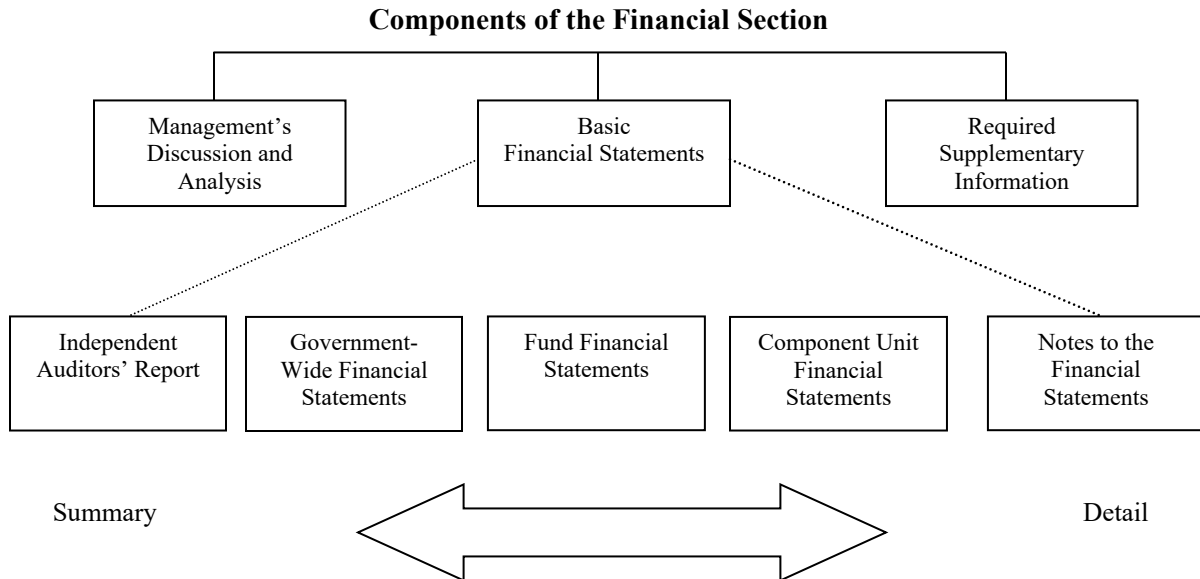 Components of the Financial Section
Management’s
Discussion and
Analysis
Basic
Financial Statements
Required
Supplementary
Information
Independent
Auditors’ Report
Government-
Wide Financial
Statements
Fund Financial
Statements
Component Unit
Financial
Statements
Notes to the
Financial
Statements
Summary
Detail